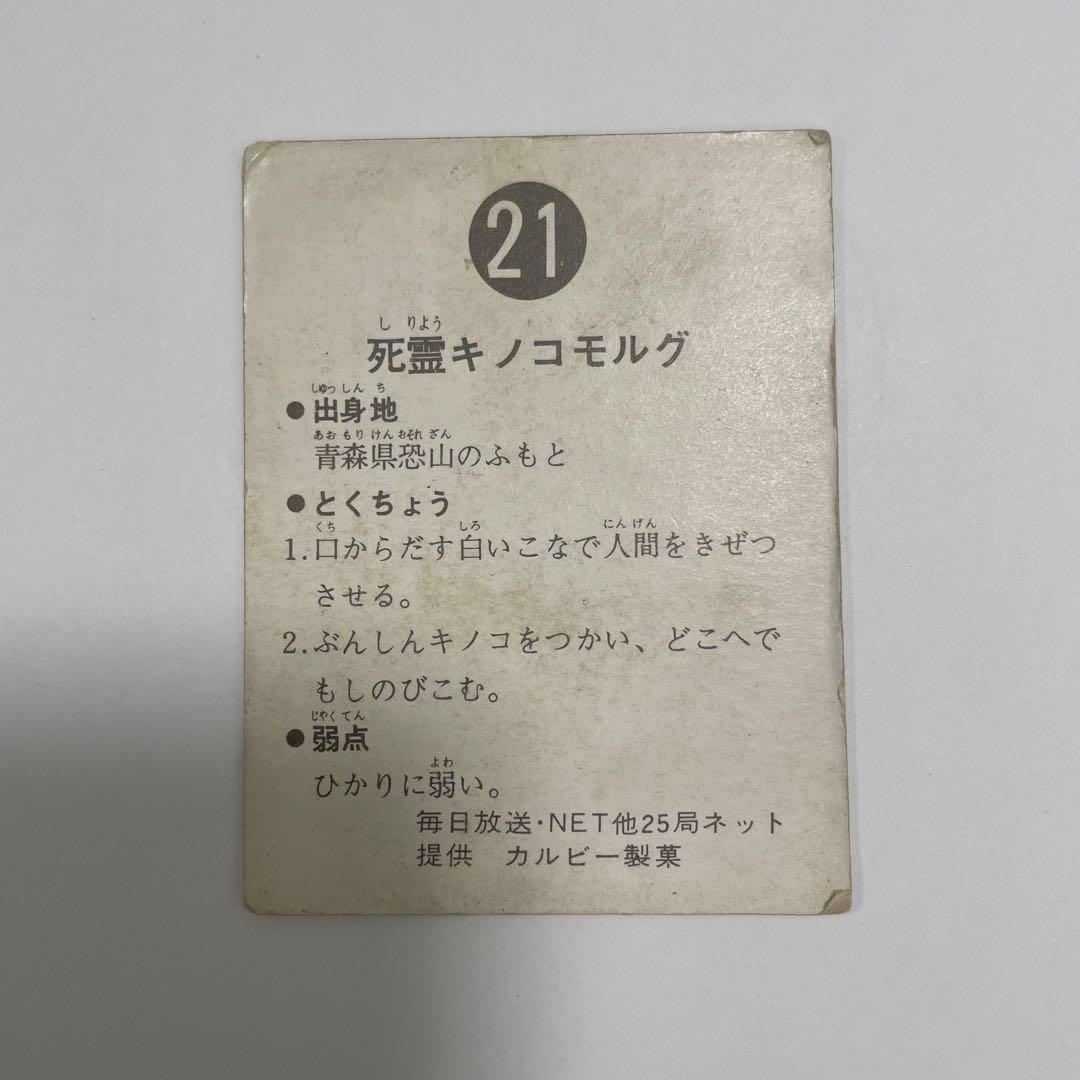 21
し りよう
死霊キノコモルグ
しゅっ しん ち
●出身地
あお もり けん おそれ ざん
青森県恐山のふもと
●とくちょう
くち しろ にん げん
1.口からだす白いこなで人間をきぜつ
させる。
2.ぶんしんキノコをつかい、どこへで
もしのびこむ。
じゃく てん
●弱点
よわ
ひかりに弱い。
毎日放送・NET他25局ネット
提供 カルビー製菓